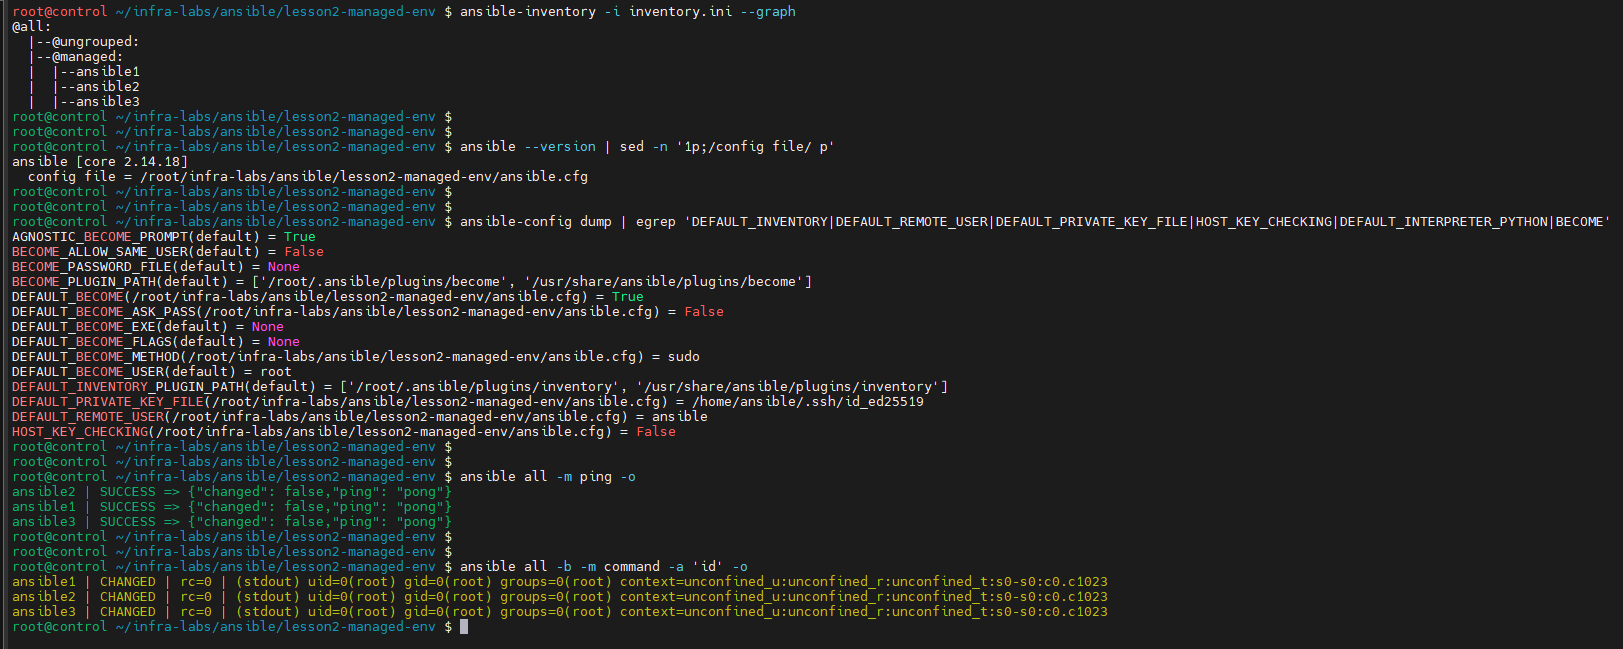 root@control ~/infra-labs/ansible/lesson2-managed-env $ ansible-inventory -i inventory.ini --graph
@all:
  |--@ungrouped:
  |--@managed:
  |  |--ansible1
  |  |--ansible2
  |  |--ansible3
root@control ~/infra-labs/ansible/lesson2-managed-env $
root@control ~/infra-labs/ansible/lesson2-managed-env $
root@control ~/infra-labs/ansible/lesson2-managed-env $ ansible --version | sed -n '1p;/config file/ p'
ansible [core 2.14.18]
  config file = /root/infra-labs/ansible/lesson2-managed-env/ansible.cfg
root@control ~/infra-labs/ansible/lesson2-managed-env $
root@control ~/infra-labs/ansible/lesson2-managed-env $
root@control ~/infra-labs/ansible/lesson2-managed-env $ ansible-config dump | egrep 'DEFAULT_INVENTORY|DEFAULT_REMOTE_USER|DEFAULT_PRIVATE_KEY_FILE|HOST_KEY_CHECKING|DEFAULT_INTERPRETER_PYTHON|BECOME'
AGNOSTIC_BECOME_PROMPT(default) = True
BECOME_ALLOW_SAME_USER(default) = False
BECOME_PASSWORD_FILE(default) = None
BECOME_PLUGIN_PATH(default) = ['/root/.ansible/plugins/become', '/usr/share/ansible/plugins/become']
DEFAULT_BECOME(/root/infra-labs/ansible/lesson2-managed-env/ansible.cfg) = True
DEFAULT_BECOME_ASK_PASS(/root/infra-labs/ansible/lesson2-managed-env/ansible.cfg) = False
DEFAULT_BECOME_EXE(default) = None
DEFAULT_BECOME_FLAGS(default) = None
DEFAULT_BECOME_METHOD(/root/infra-labs/ansible/lesson2-managed-env/ansible.cfg) = sudo
DEFAULT_BECOME_USER(default) = root
DEFAULT_INVENTORY_PLUGIN_PATH(default) = ['/root/.ansible/plugins/inventory', '/usr/share/ansible/plugins/inventory']
DEFAULT_PRIVATE_KEY_FILE(/root/infra-labs/ansible/lesson2-managed-env/ansible.cfg) = /home/ansible/.ssh/id_ed25519
DEFAULT_REMOTE_USER(/root/infra-labs/ansible/lesson2-managed-env/ansible.cfg) = ansible
HOST_KEY_CHECKING(/root/infra-labs/ansible/lesson2-managed-env/ansible.cfg) = False
root@control ~/infra-labs/ansible/lesson2-managed-env $
root@control ~/infra-labs/ansible/lesson2-managed-env $
root@control ~/infra-labs/ansible/lesson2-managed-env $ ansible all -m ping -o
ansible2 | SUCCESS => {"changed": false,"ping": "pong"}
ansible1 | SUCCESS => {"changed": false,"ping": "pong"}
ansible3 | SUCCESS => {"changed": false,"ping": "pong"}
root@control ~/infra-labs/ansible/lesson2-managed-env $
root@control ~/infra-labs/ansible/lesson2-managed-env $
root@control ~/infra-labs/ansible/lesson2-managed-env $ ansible all -b -m command -a 'id' -o
ansible1 | CHANGED | rc=0 | (stdout) uid=0(root) gid=0(root) groups=0(root) context=unconfined_u:unconfined_r:unconfined_t:s0-s0:c0.c1023
ansible2 | CHANGED | rc=0 | (stdout) uid=0(root) gid=0(root) groups=0(root) context=unconfined_u:unconfined_r:unconfined_t:s0-s0:c0.c1023
ansible3 | CHANGED | rc=0 | (stdout) uid=0(root) gid=0(root) groups=0(root) context=unconfined_u:unconfined_r:unconfined_t:s0-s0:c0.c1023
root@control ~/infra-labs/ansible/lesson2-managed-env $